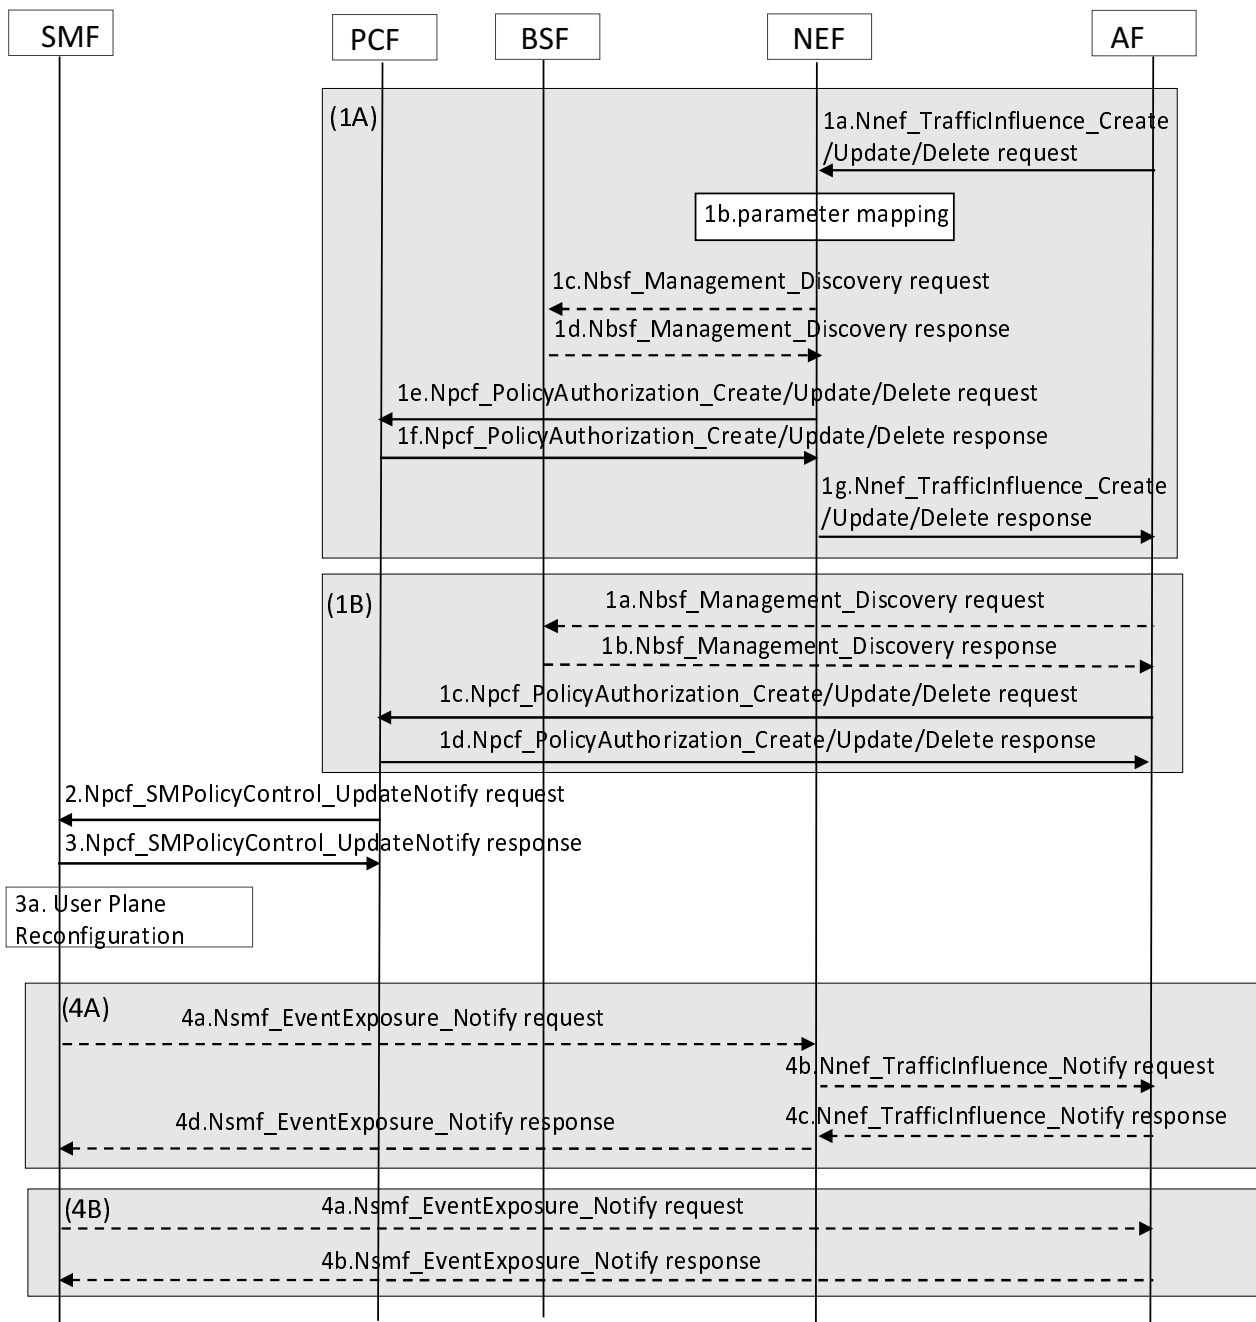 SMF
PCF
BSF
NEF
AF
(1A)
1a.Nnef_TrafficInfluence_Create
/Update/Delete request
1b.parameter mapping
1c.Nbsf_Management_Discovery request
1d.Nbsf_Management_Discovery response
1e.Npcf_PolicyAuthorization_Create/Update/Delete request
1f.Npcf_PolicyAuthorization_Create/Update/Delete response
1g.Nnef_TrafficInfluence_Create
/Update/Delete response
(1B)
1a.Nbsf_Management_Discovery request
1b.Nbsf_Management_Discovery response
1c.Npcf_PolicyAuthorization_Create/Update/Delete request
1d.Npcf_PolicyAuthorization_Create/Update/Delete response
2.Npcf_SMPolicyControl_UpdateNotify request
3.Npcf_SMPolicyControl_UpdateNotify response
3a. User Plane
Reconfiguration
(4A)
4a.Nsmf_EventExposure_Notify request
4b.Nnef_TrafficInfluence_Notify request
4c.Nnef_TrafficInfluence_Notify response
4d.Nsmf_EventExposure_Notify response
(4B)
4a.Nsmf_EventExposure_Notify request
4b.Nsmf_EventExposure_Notify response